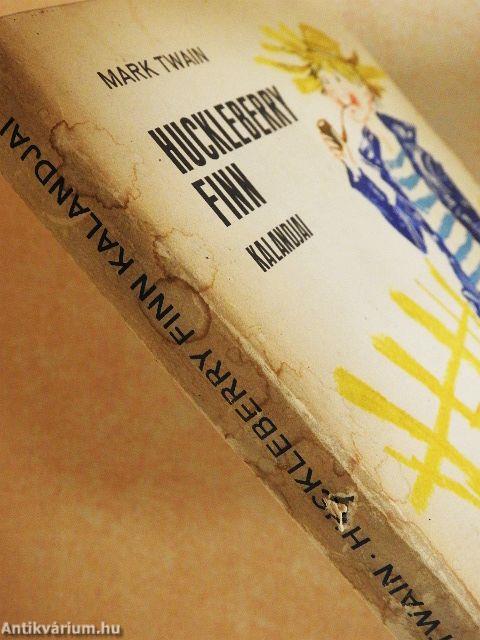 MARK TWAIN
HUCKLEBERRY
FINN
KALANDJAI
TWAIN · HUCKLEBERRY FINN KALANDJAI
Antikvárium.hu